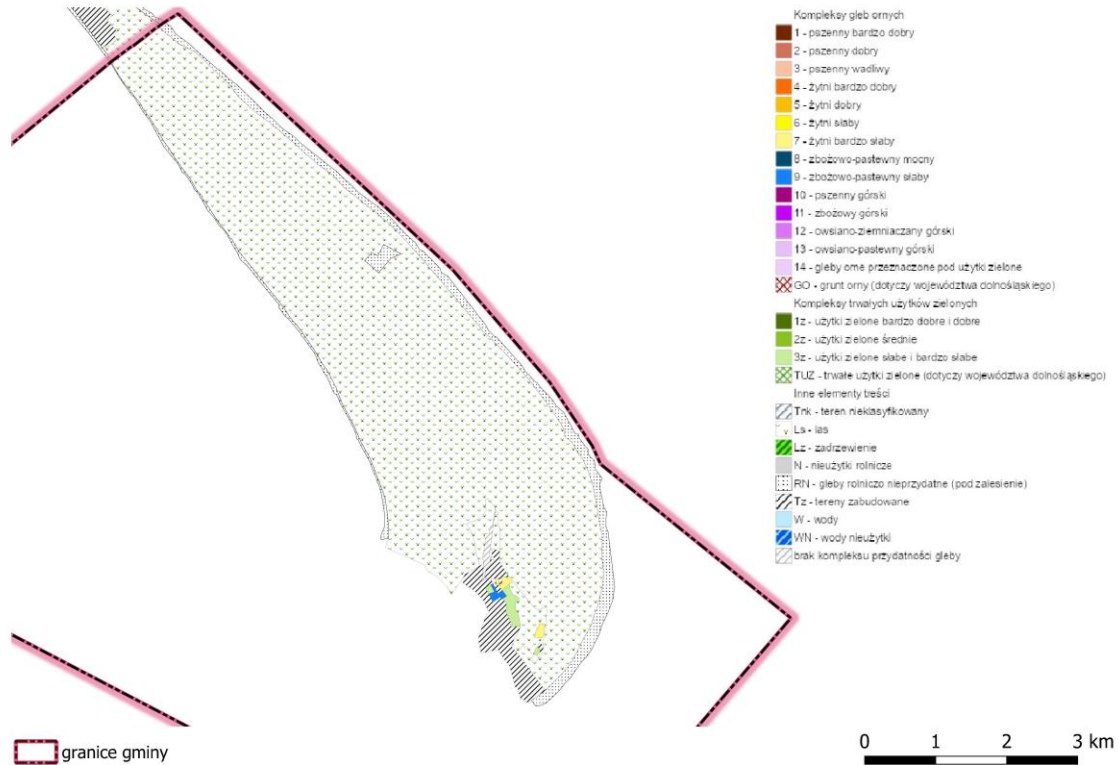 Kompleksy gleb ornych
1 - pszenny bardzo dobry
2 - pszenny dobry
3 - pszenny wadliwy
4 - żytni bardzo dobry
5 - żytni dobry
6 - żytni słaby
7 - żytni bardzo słaby
8 - zbożowo-pastewny mocny
9 - zbożowo-pastewny słaby
10 - pszenny górski
11 - zbożowy górski
12 - owsiano-ziemniaczany górski
13 - owsiano-pastewny górski
14 - gleby orne przeznaczone pod użytki zielone
GO - grunt orny (dotyczy województwa dolnośląskiego)
Kompleksy trwałych użytków zielonych
1z - użytki zielone bardzo dobre i dobre
2z - użytki zielone średnie
3z - użytki zielone słabe i bardzo słabe
TUZ - trwałe użytki zielone (dotyczy województwa dolnośląskiego)
Inne elementy treści
Tnk - teren nieklasyfikowany
Ls - las
Lz - zadrzewienie
N - nieużytki rolnicze
RN - gleby rolniczo nieprzydatne (pod zalesienie)
Tz - tereny zabudowane
W - wody
WN - wody nieużytki
brak kompleksu przydatności gleby
granice gminy
0 1 2 3 km